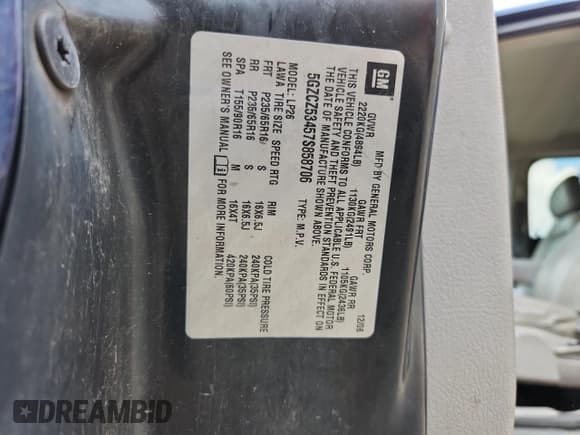 GM
MFD BY GENERAL MOTORS CORP. 12/06
GVWR GAWR FRT GAWR RR
2220KG(4894LB) 1130KG(2491LB) 1105KG(2436LB)
THIS VEHICLE CONFORMS TO ALL APPLICABLE U.S. FEDERAL MOTOR
VEHICLE SAFETY AND THEFT PREVENTION STANDARDS IN EFFECT ON
THE DATE OF MANUFACTURE SHOWN ABOVE.
5GZCZ53457S858706 TYPE: M.P.V.
MODEL: LP26
LAWA TIRE SIZE SPEED RTG RIM COLD TIRE PRESSURE
FRT P235/65R16 S 16X6.5J 240KPA(35PSI)
RR P235/65R16 S 16X6.5J 240KPA(35PSI)
SPA T155/90R16 M 16X4T 420KPA(60PSI)
SEE OWNER'S MANUAL FOR MORE INFORMATION.
DREAMBID